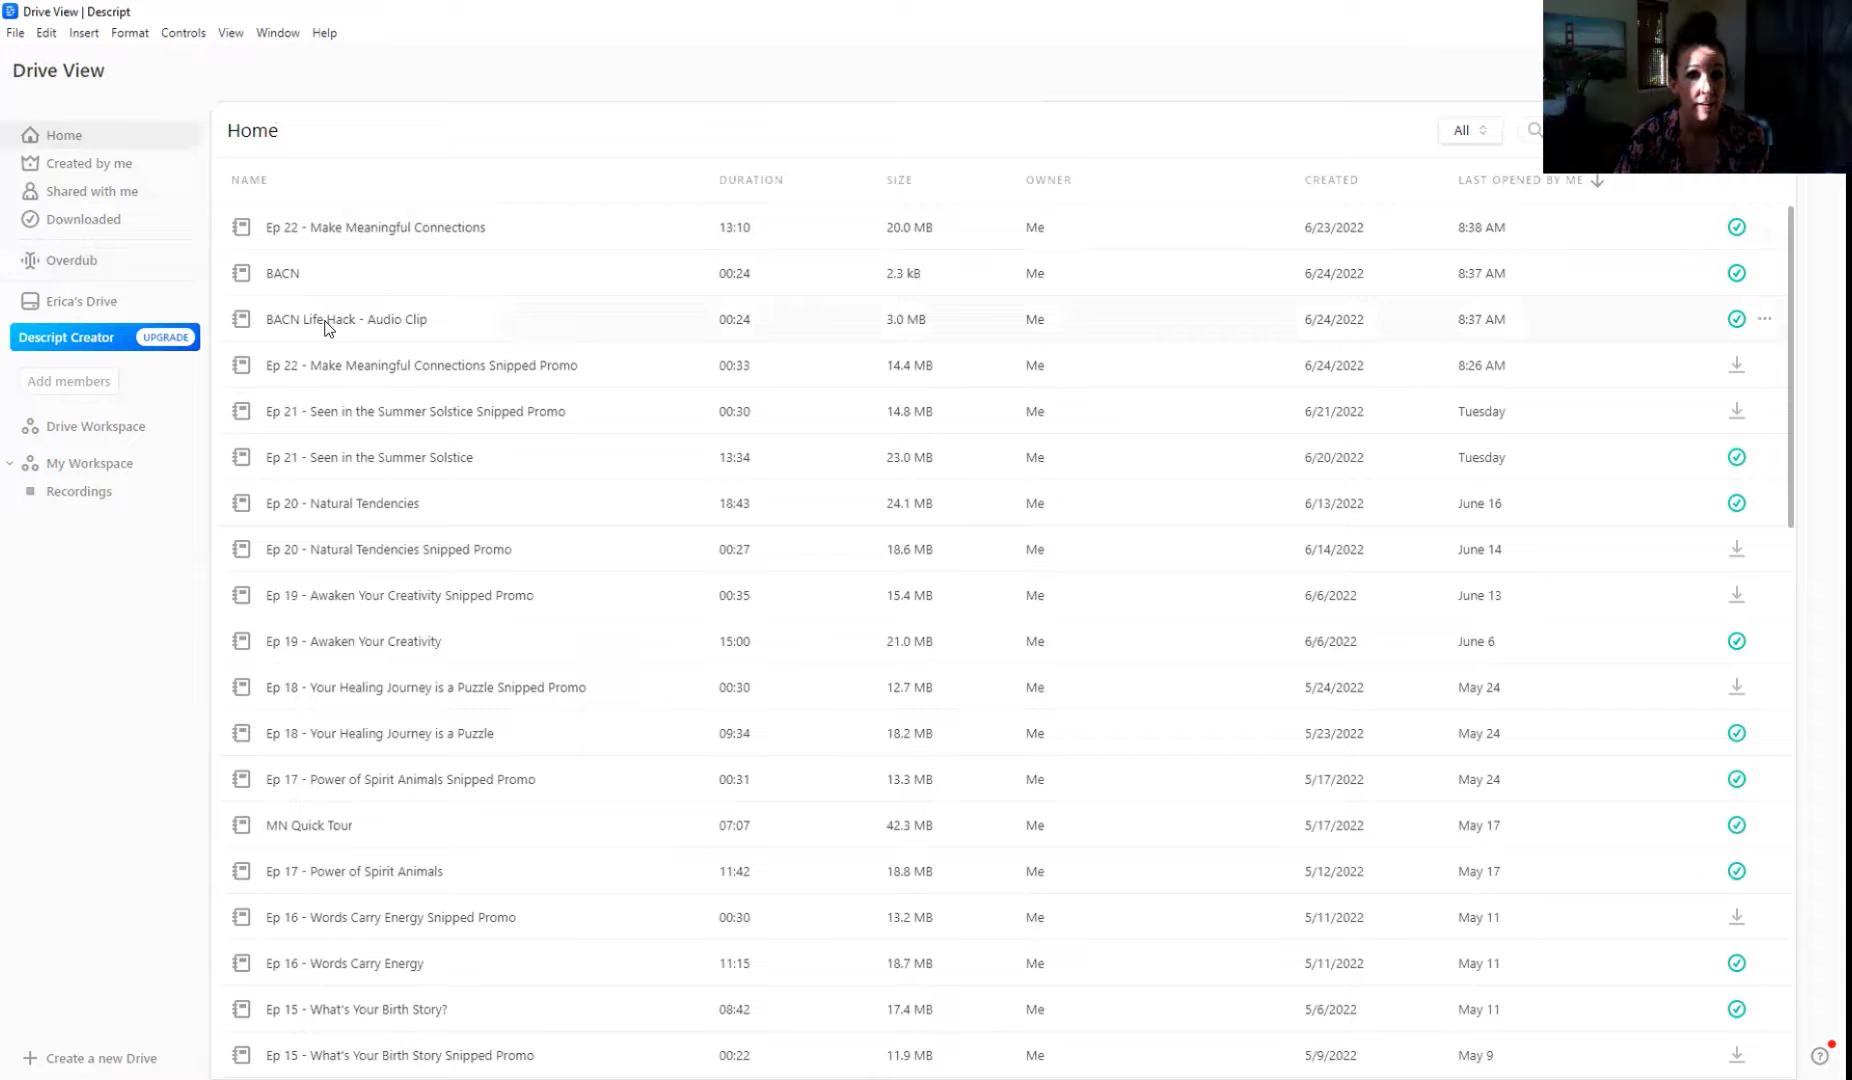 Drive View | Descript
File Edit Insert Format Controls View Window Help
Drive View
Home
Created by me
Shared with me
Downloaded
Overdub
Erica's Drive
Descript Creator UPGRADE
Add members
Drive Workspace
My Workspace
Recordings
Create a new Drive
Home All
NAME DURATION SIZE OWNER CREATED LAST OPENED BY ME
Ep 22 - Make Meaningful Connections 13:10 20.0 MB Me 6/23/2022 8:38 AM
BACN 00:24 2.3 kB Me 6/24/2022 8:37 AM
BACN Life Hack - Audio Clip 00:24 3.0 MB Me 6/24/2022 8:37 AM
Ep 22 - Make Meaningful Connections Snipped Promo 00:33 14.4 MB Me 6/24/2022 8:26 AM
Ep 21 - Seen in the Summer Solstice Snipped Promo 00:30 14.8 MB Me 6/21/2022 Tuesday
Ep 21 - Seen in the Summer Solstice 13:34 23.0 MB Me 6/20/2022 Tuesday
Ep 20 - Natural Tendencies 18:43 24.1 MB Me 6/13/2022 June 16
Ep 20 - Natural Tendencies Snipped Promo 00:27 18.6 MB Me 6/14/2022 June 14
Ep 19 - Awaken Your Creativity Snipped Promo 00:35 15.4 MB Me 6/6/2022 June 13
Ep 19 - Awaken Your Creativity 15:00 21.0 MB Me 6/6/2022 June 6
Ep 18 - Your Healing Journey is a Puzzle Snipped Promo 00:30 12.7 MB Me 5/24/2022 May 24
Ep 18 - Your Healing Journey is a Puzzle 09:34 18.2 MB Me 5/23/2022 May 24
Ep 17 - Power of Spirit Animals Snipped Promo 00:31 13.3 MB Me 5/17/2022 May 24
MN Quick Tour 07:07 42.3 MB Me 5/17/2022 May 17
Ep 17 - Power of Spirit Animals 11:42 18.8 MB Me 5/12/2022 May 17
Ep 16 - Words Carry Energy Snipped Promo 00:30 13.2 MB Me 5/11/2022 May 11
Ep 16 - Words Carry Energy 11:15 18.7 MB Me 5/11/2022 May 11
Ep 15 - What's Your Birth Story? 08:42 17.4 MB Me 5/6/2022 May 11
Ep 15 - What's Your Birth Story Snipped Promo 00:22 11.9 MB Me 5/9/2022 May 9